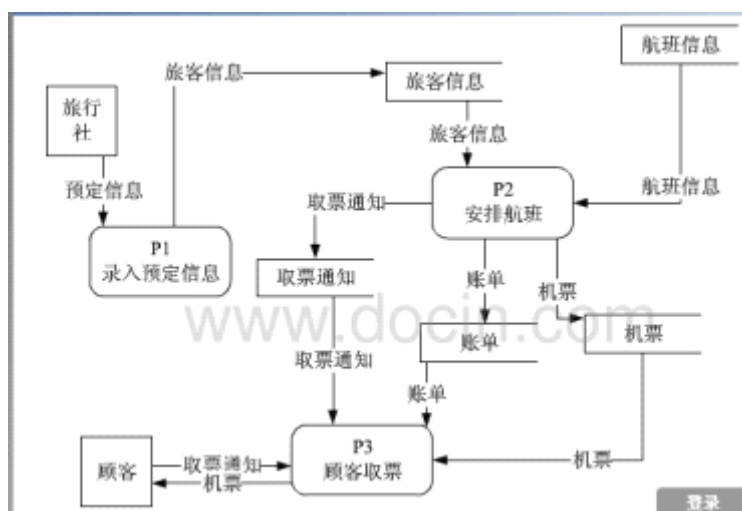 航班信息
旅客信息
旅客信息
旅行
社
旅客信息
预定信息
P2
安排航班
航班信息
取票通知
P1
录入预定信息
取票通知
账单
机票
www.docin.com
账单
机票
取票通知
账单
P3
顾客取票
机票
顾客
取票通知
机票
登录